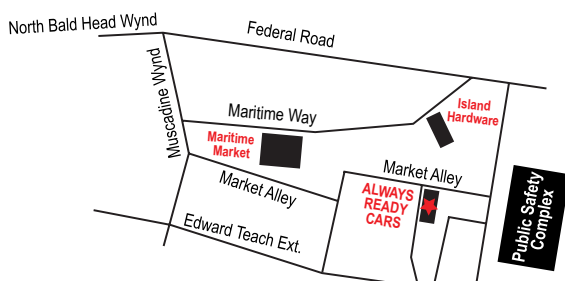 North Bald Head Wynd
Federal Road
Muscadine Wynd
Maritime Way
Island
Hardware
Maritime
Market
Market Alley
Market Alley
ALWAYS
READY
CARS
Public Safety
Complex
Edward Teach Ext.